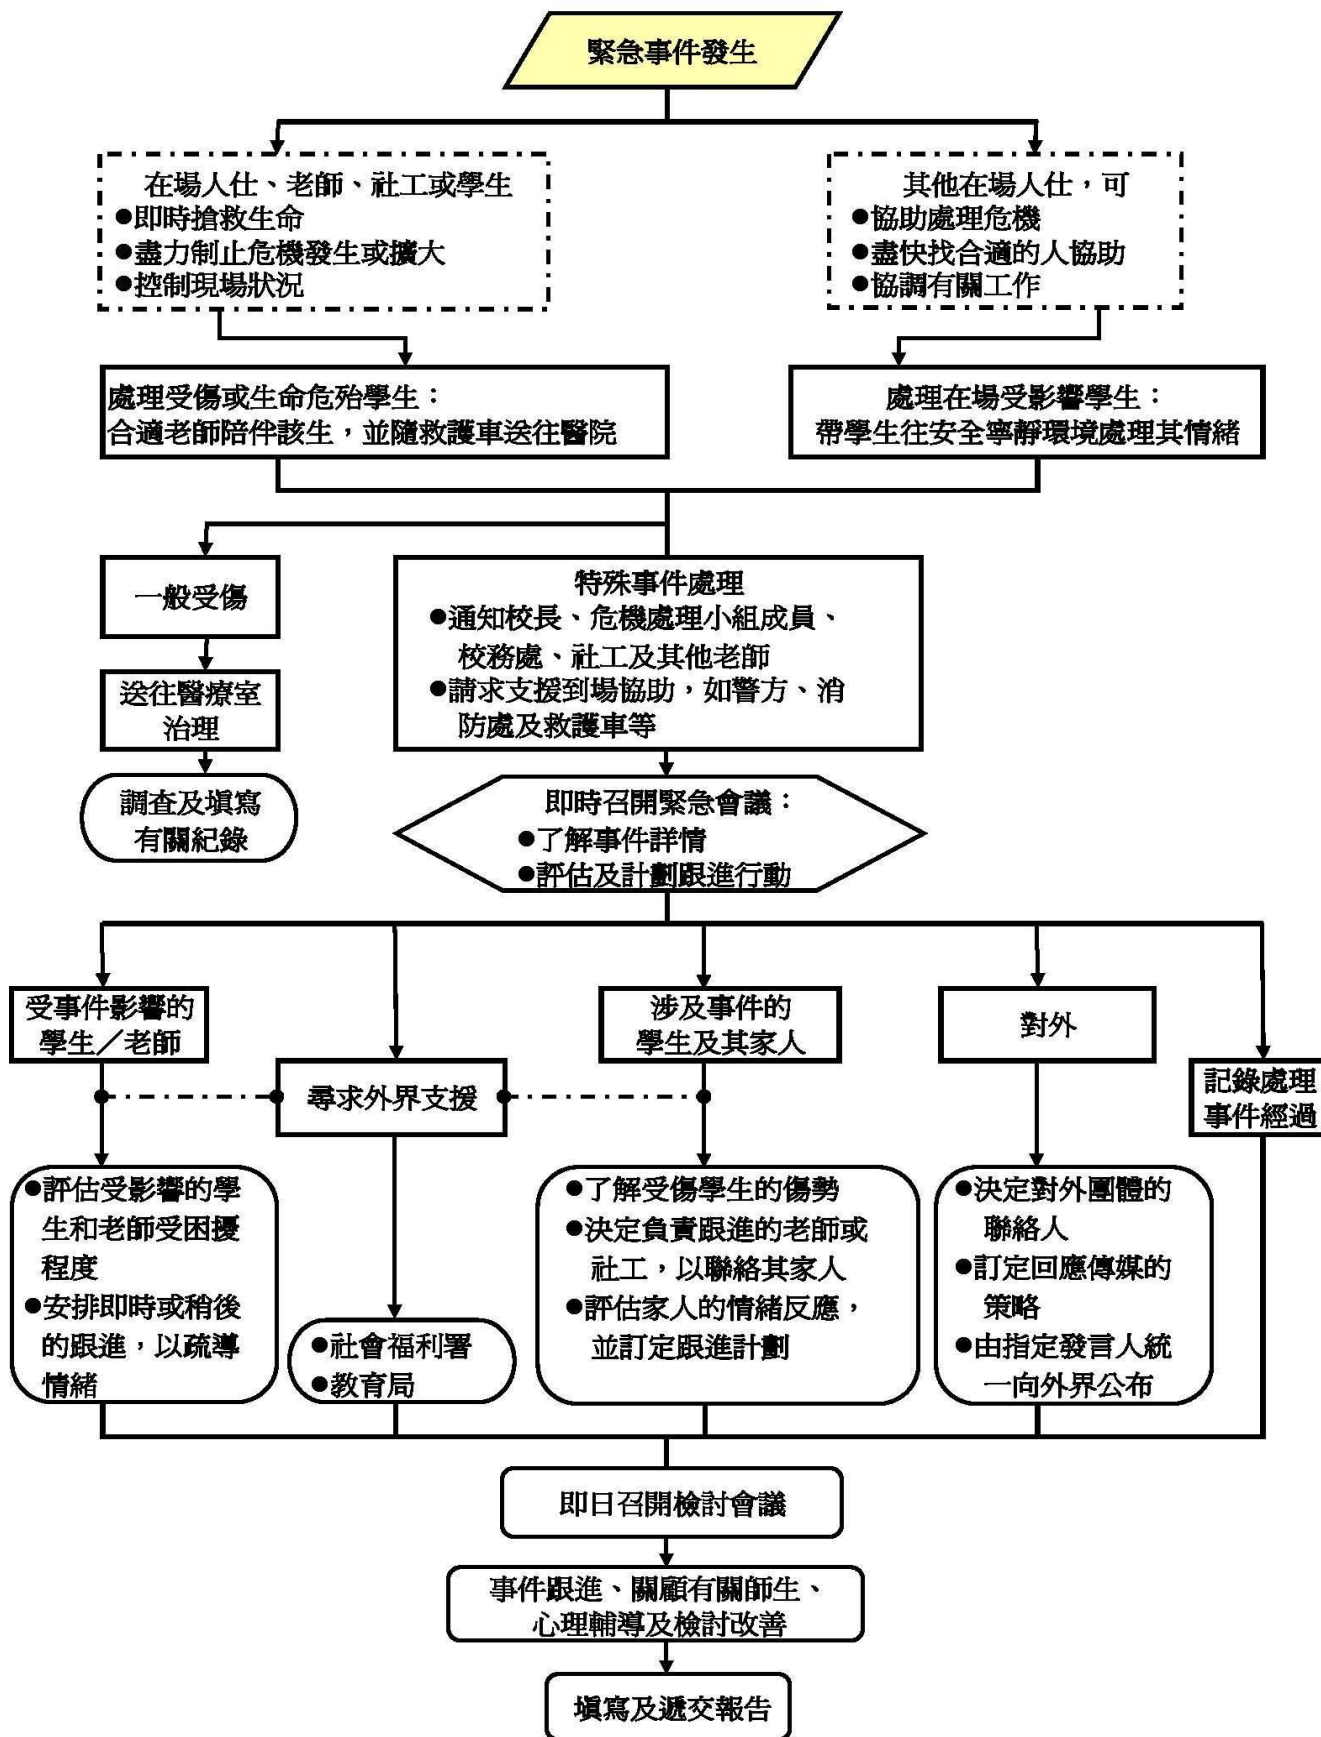 緊急事件發生
在場人仕、老師、社工或學生
●即時搶救生命
●盡力制止危機發生或擴大
●控制現場狀況
其他在場人仕，可
●協助處理危機
●盡快找合適的人協助
●協調有關工作
處理受傷或生命危殆學生：
合適老師陪伴該生，並隨救護車送往醫院
處理在場受影響學生：
帶學生往安全寧靜環境處理其情緒
一般受傷
送往醫療室
治理
調查及填寫
有關紀錄
特殊事件處理
●通知校長、危機處理小組成員、
校務處、社工及其他老師
●請求支援到場協助，如警方、消
防處及救護車等
即時召開緊急會議：
●了解事件詳情
●評估及計劃跟進行動
受事件影響的
學生／老師
尋求外界支援
涉及事件的
學生及其家人
對外
記錄處理
事件經過
●評估受影響的學
生和老師受困擾
程度
●安排即時或稍後
的跟進，以疏導
情緒
●社會福利署
●教育局
●了解受傷學生的傷勢
●決定負責跟進的老師或
社工，以聯絡其家人
●評估家人的情緒反應，
並訂定跟進計劃
●決定對外團體的
聯絡人
●訂定回應傳媒的
策略
●由指定發言人統
一向外界公布
即日召開檢討會議
事件跟進、關顧有關師生、
心理輔導及檢討改善
填寫及遞交報告